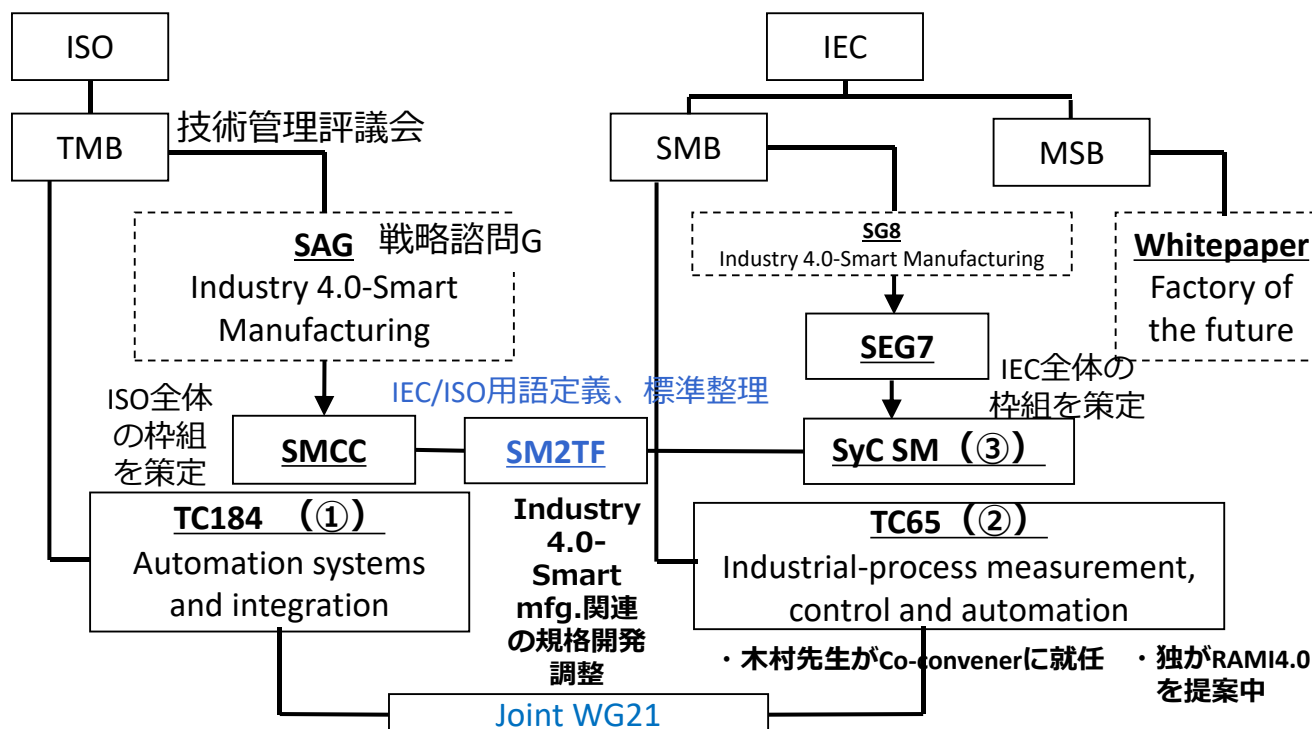 ISO
IEC
TMB
技術管理評議会
SMB
MSB
SAG 戦略諮問G
Industry 4.0-Smart
Manufacturing
SG8
Industry 4.0-Smart Manufacturing
Whitepaper
Factory of
the future
SEG7
ISO全体
の枠組
を策定
IEC/ISO用語定義、標準整理
IEC全体の
枠組を策定
SMCC
SM2TF
SyC SM（③）
TC184 （①）
Automation systems
and integration
Industry
4.0-
Smart
mfg.関連
の規格開発
調整
TC65（②）
Industrial-process measurement,
control and automation
・木村先生がCo-convenerに就任
・独がRAMI4.0
を提案中
Joint WG21